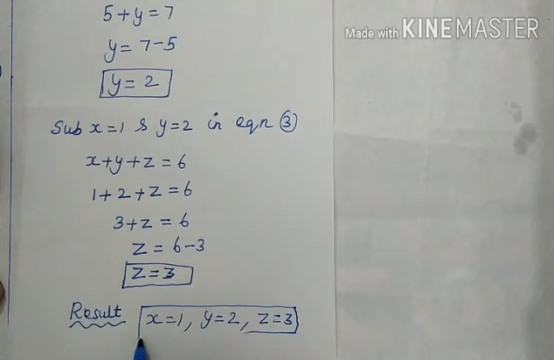 5+y=7
Made with KINEMASTER
y= 7-5
y= 2
Sub x=1 & y=2 in eqn ③
x+y+z=6
1+2+z=6
3+z=6
z=6-3
z=3
Result x=1, y=2, z=3